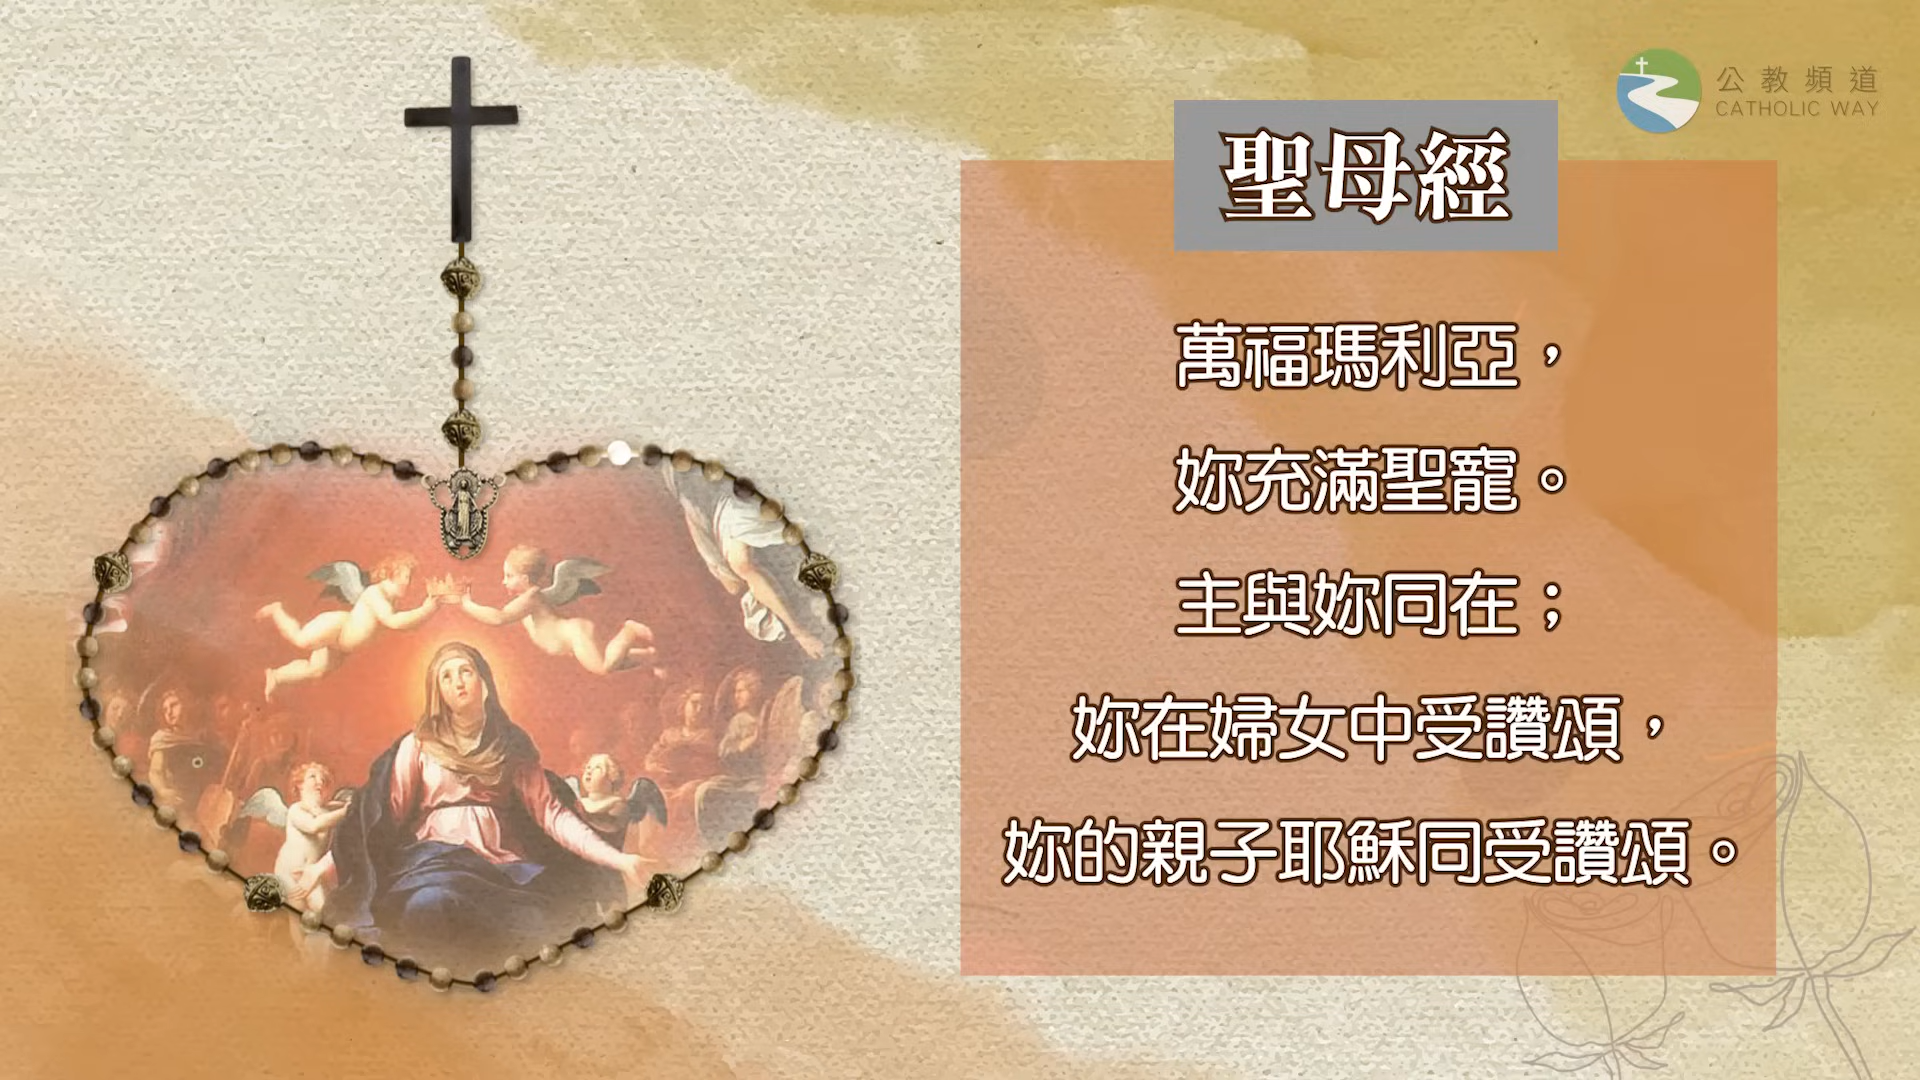 公教頻道
CATHOLIC WAY
聖母經
萬福瑪利亞，
妳充滿聖寵。
主與妳同在；
妳在婦女中受讚頌，
妳的親子耶穌同受讚頌。